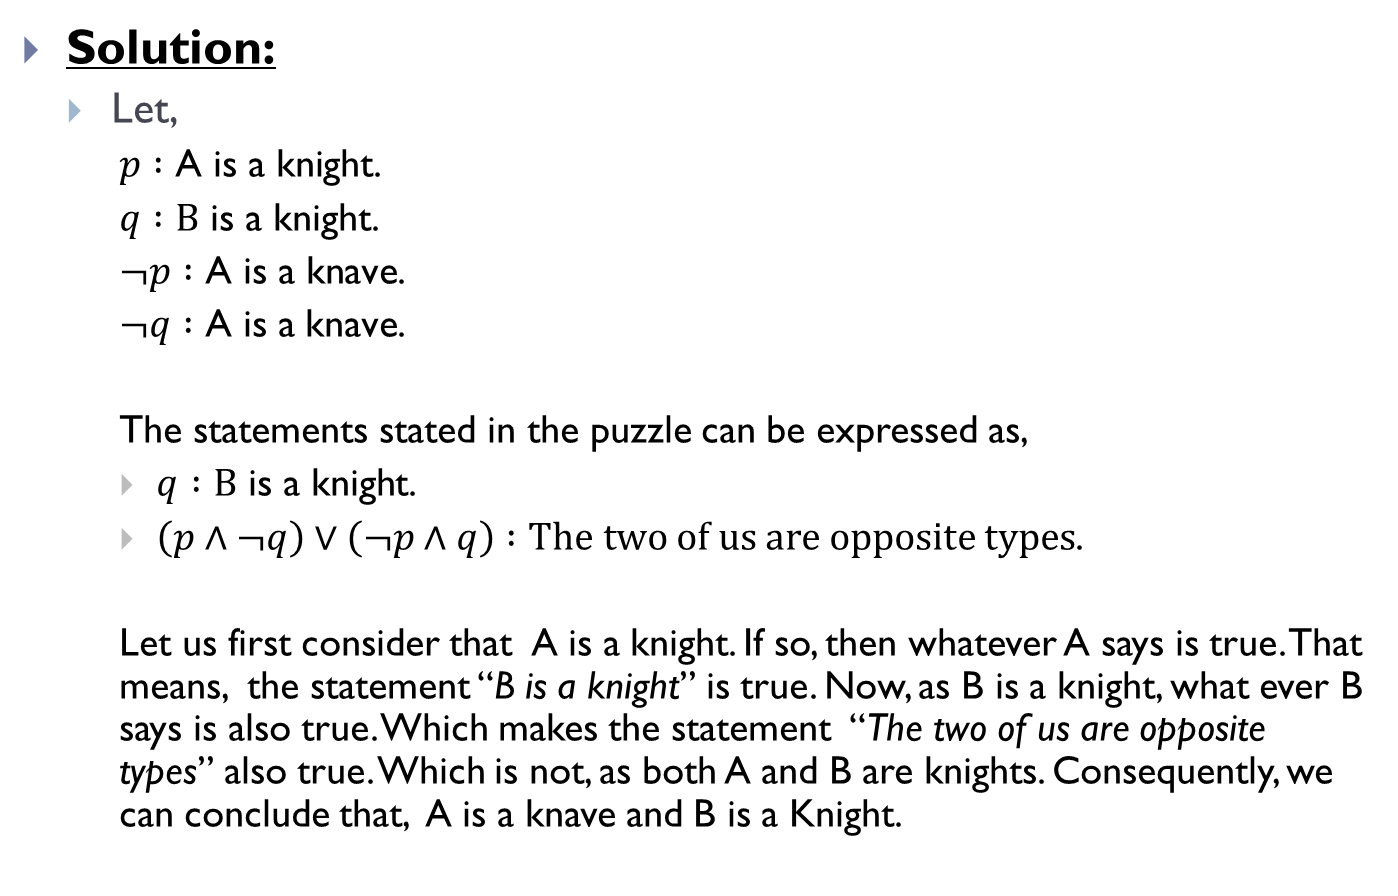 Solution:
Let,
p : A is a knight.
q : B is a knight.
¬p : A is a knave.
¬q : A is a knave.
The statements stated in the puzzle can be expressed as,
q : B is a knight.
(p ∧ ¬q) ∨ (¬p ∧ q) : The two of us are opposite types.
Let us first consider that A is a knight. If so, then whatever A says is true. That
means, the statement “B is a knight” is true. Now, as B is a knight, what ever B
says is also true. Which makes the statement “The two of us are opposite
types” also true. Which is not, as both A and B are knights. Consequently, we
can conclude that, A is a knave and B is a Knight.